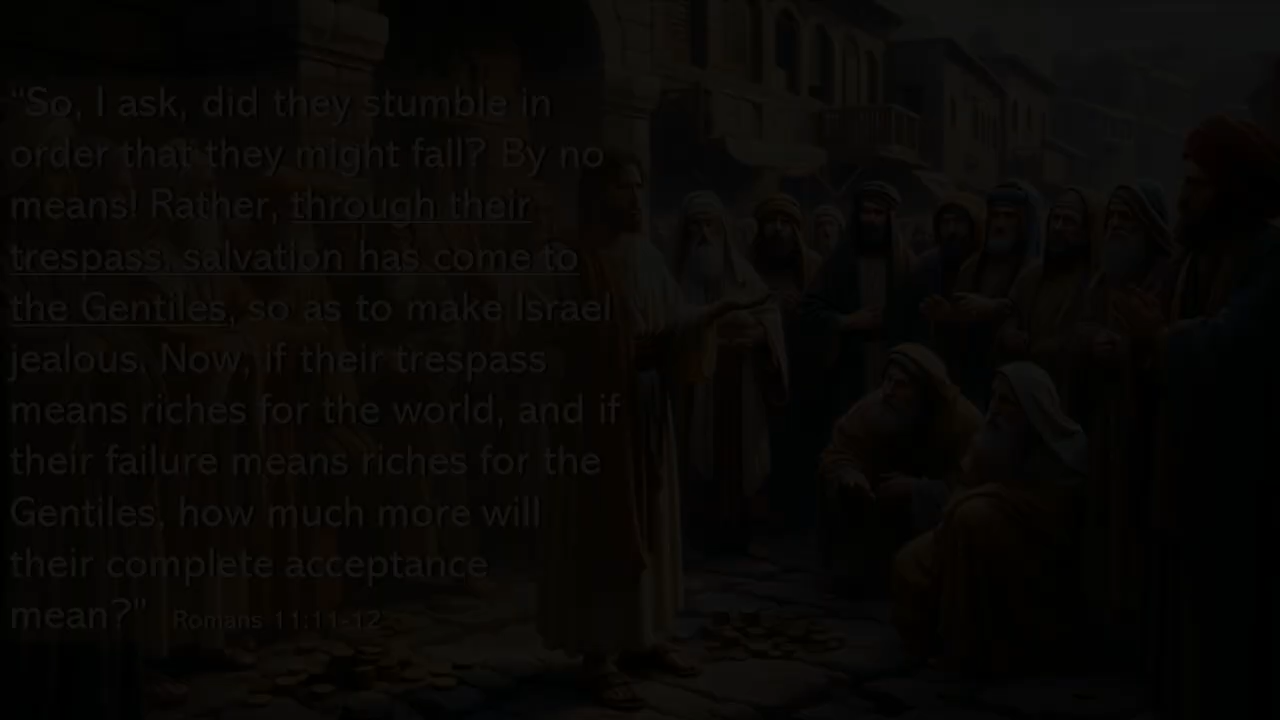 "So, I ask, did they stumble in
order that they might fall? By no
means! Rather, through their
trespass, salvation has come to
the Gentiles, so as to make Israel
jealous. Now, if their trespass
means riches for the world, and if
their failure means riches for the
Gentiles, how much more will
their complete acceptance
mean?" Romans 11:11-12